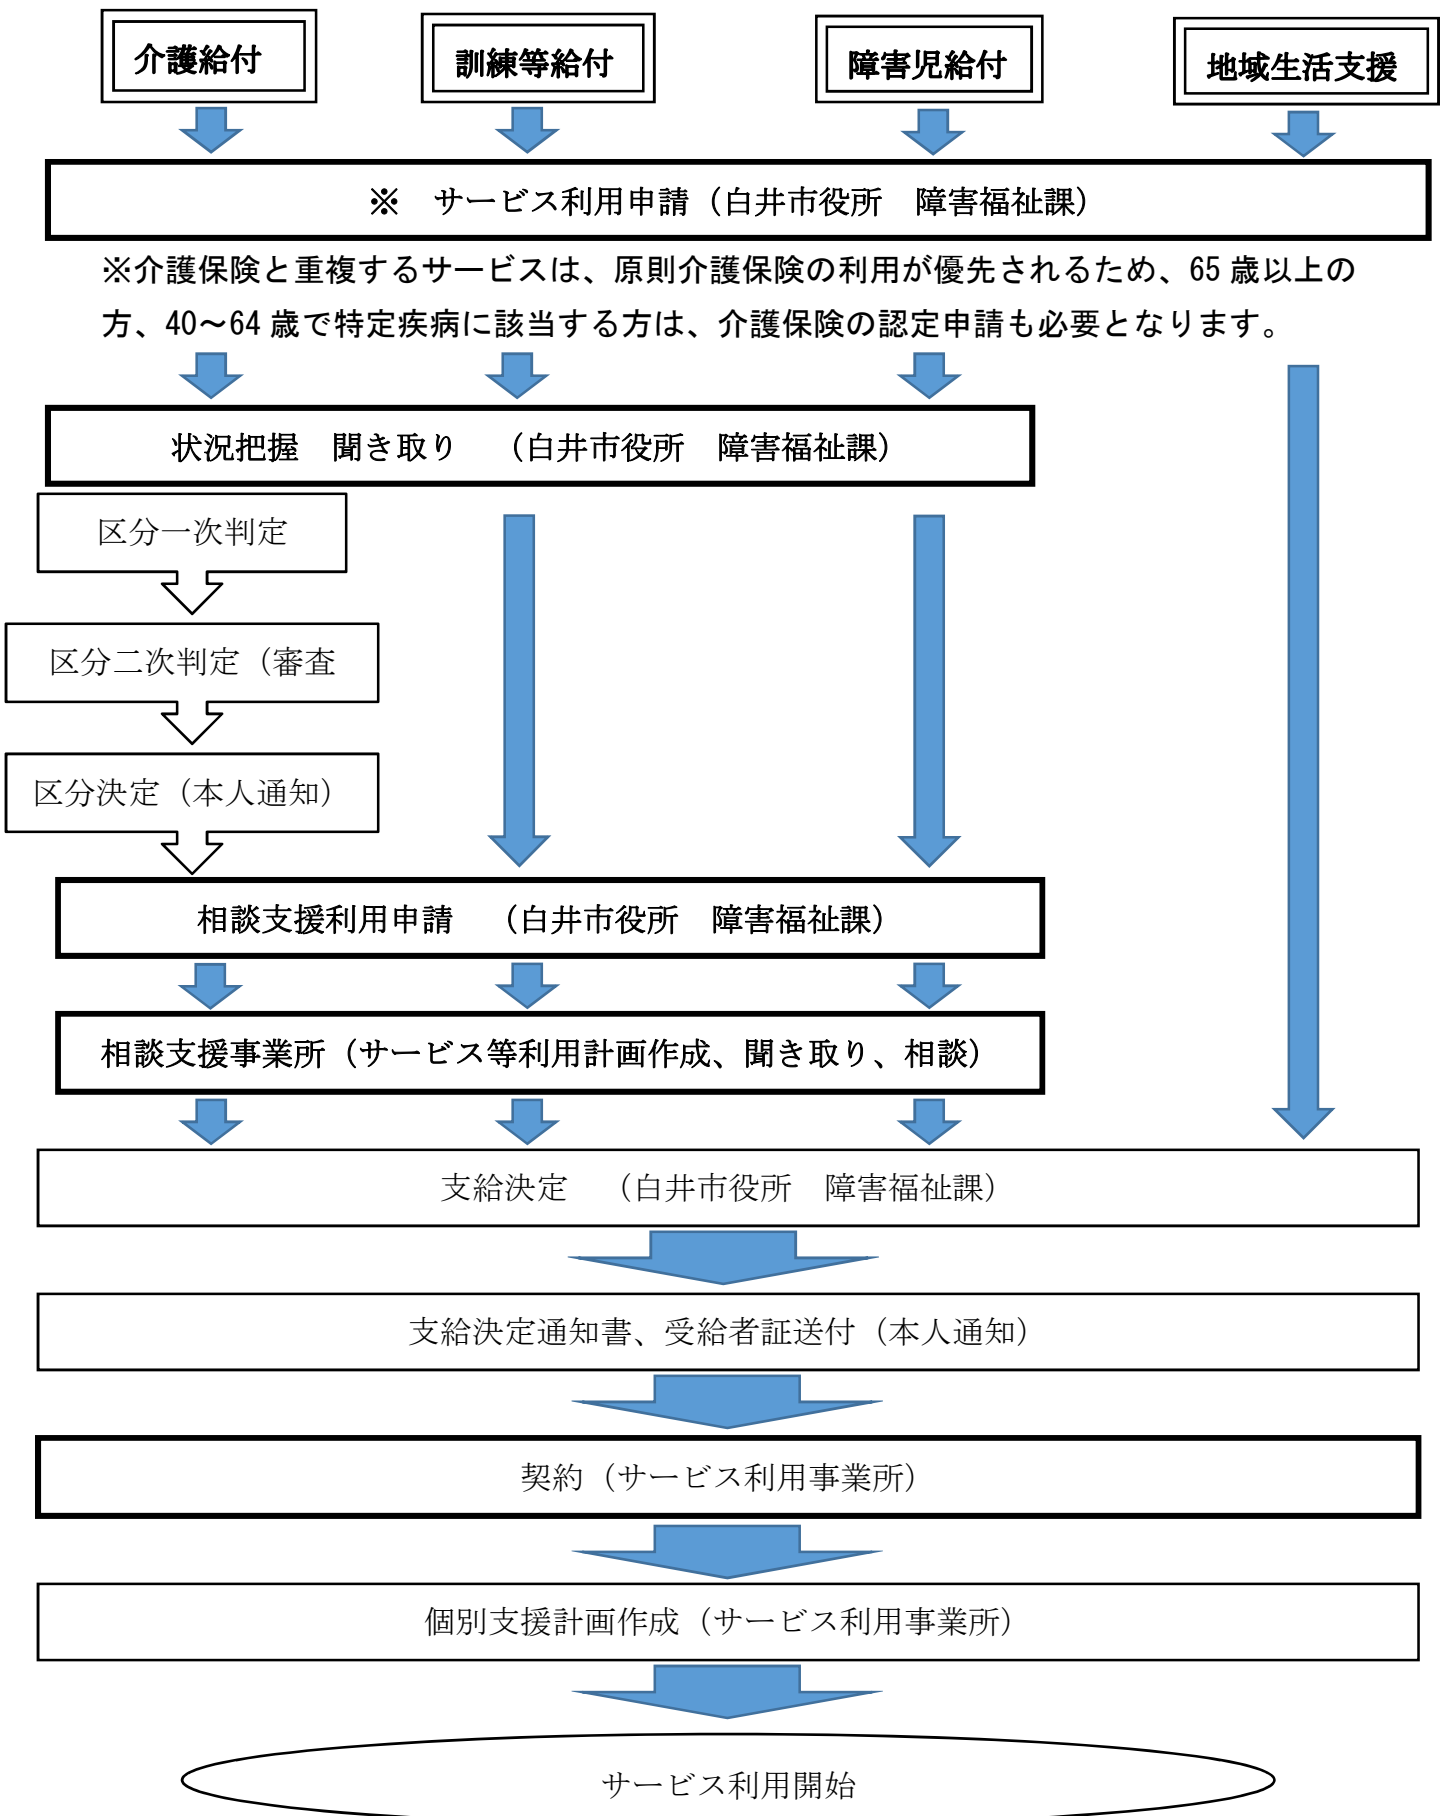 介護給付
訓練等給付
障害児給付
地域生活支援
※　サービス利用申請（白井市役所　障害福祉課）
※介護保険と重複するサービスは、原則介護保険の利用が優先されるため、65 歳以上の
方、40～64 歳で特定疾病に該当する方は、介護保険の認定申請も必要となります。
状況把握　聞き取り　（白井市役所　障害福祉課）
区分一次判定
区分二次判定（審査
区分決定（本人通知）
相談支援利用申請　（白井市役所　障害福祉課）
相談支援事業所（サービス等利用計画作成、聞き取り、相談）
支給決定　（白井市役所　障害福祉課）
支給決定通知書、受給者証送付（本人通知）
契約（サービス利用事業所）
個別支援計画作成（サービス利用事業所）
サービス利用開始